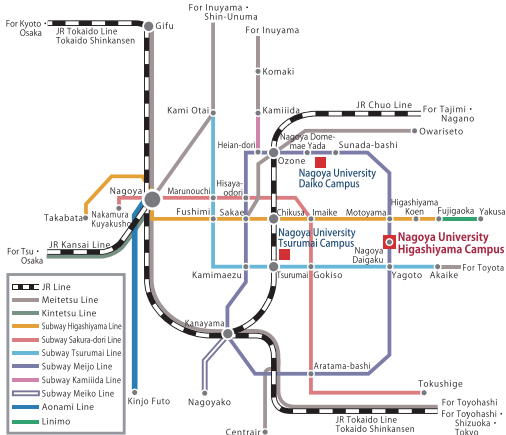 For Inuyama・
Shin-Unuma
For Inuyama
For Kyoto・
Osaka
JR Tokaido Line
Tokaido Shinkansen
Gifu
Komaki
Kami Otai
Kamiiida
JR Chuo Line
For Tajimi・
Nagano
Owariseto
Heian-dori
Nagoya Dome-
mae Yada
Sunada-bashi
Ozone
Nagoya University
Daiko Campus
Nagoya
Marunouchi
Hisaya-
odori
Takabata
Nakamura
Kuyakusho
Fushimi
Sakae
Chikusa
Imaike
Motoyama
Higashiyama
Koen
Fujigaoka
Yakusa
Nagoya University
Tsurumai Campus
Nagoya University
Higashiyama Campus
Nagoya
Daigaku
For Tsu・
Osaka
JR Kansai Line
Kamimaezu
Tsurumai
Gokiso
Yagoto
Akaike
For Toyota
JR Line
Meitetsu Line
Kintetsu Line
Subway Higashiyama Line
Subway Sakura-dori Line
Subway Tsurumai Line
Subway Meijo Line
Subway Kamiiida Line
Subway Meiko Line
Aonami Line
Linimo
Kanayama
Aratama-bashi
Kinjo Futo
Nagoyako
Tokushige
Centrair
JR Tokaido Line
Tokaido Shinkansen
For Toyohashi
For Toyohashi・
Shizuoka・
Tokyo